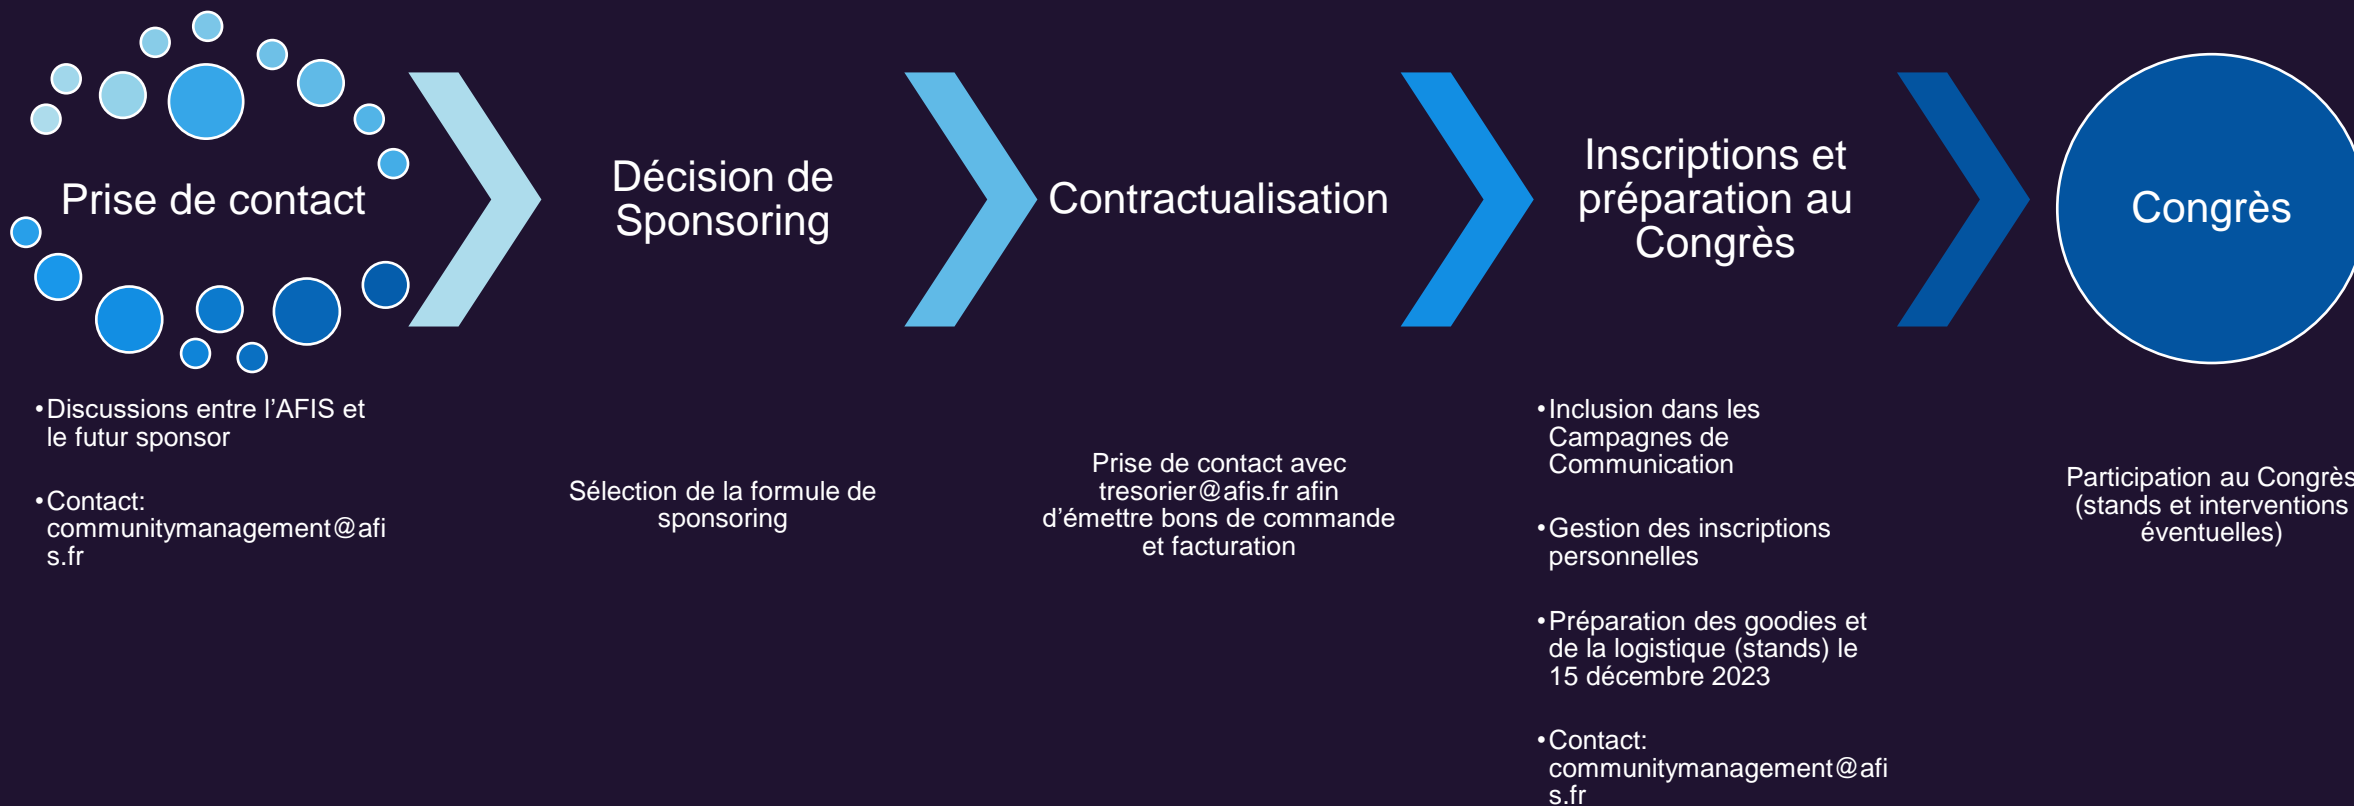 Prise de contact
Décision de
Sponsoring
Contractualisation
Inscriptions et
préparation au
Congrès
Congrès
•Discussions entre l’AFIS et
le futur sponsor
•Contact:
communitymanagement@afi
s.fr
Sélection de la formule de
sponsoring
Prise de contact avec
tresorier@afis.fr afin
d’émettre bons de commande
et facturation
•Inclusion dans les
Campagnes de
Communication
•Gestion des inscriptions
personnelles
•Préparation des goodies et
de la logistique (stands) le
15 décembre 2023
•Contact:
communitymanagement@afi
s.fr
Participation au Congrès
(stands et interventions
éventuelles)